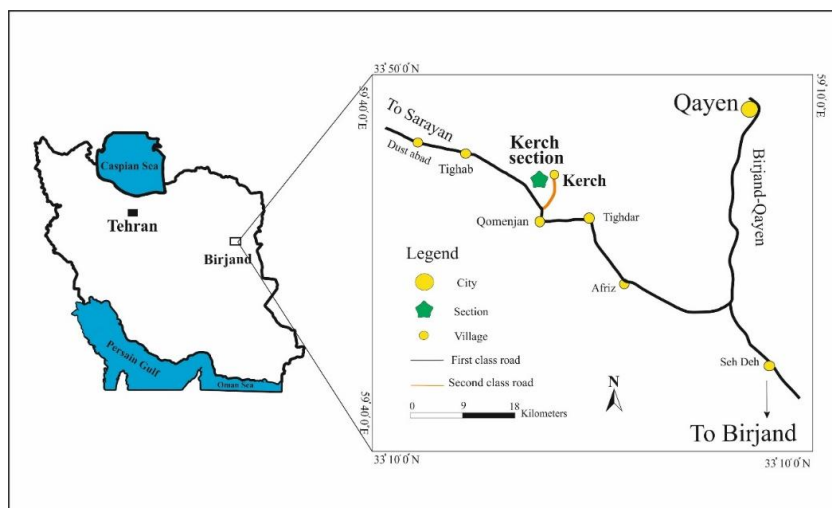 Caspian Sea
Tehran
Birjand
Persain Gulf
Oman Sea
33°50'0"N
59°40'0"E
59°10'0"E
To Sarayan
Dust abad
Tighab
Kerch
section
Kerch
Qayen
Birjand-Qayen
Qomenjan
Tighdar
Afriz
Seh Deh
To Birjand
Legend
City
Section
Village
First class road
Second class road
0 9 18 Kilometers
N
59°40'0"E
33°10'0"N
33°10'0"N